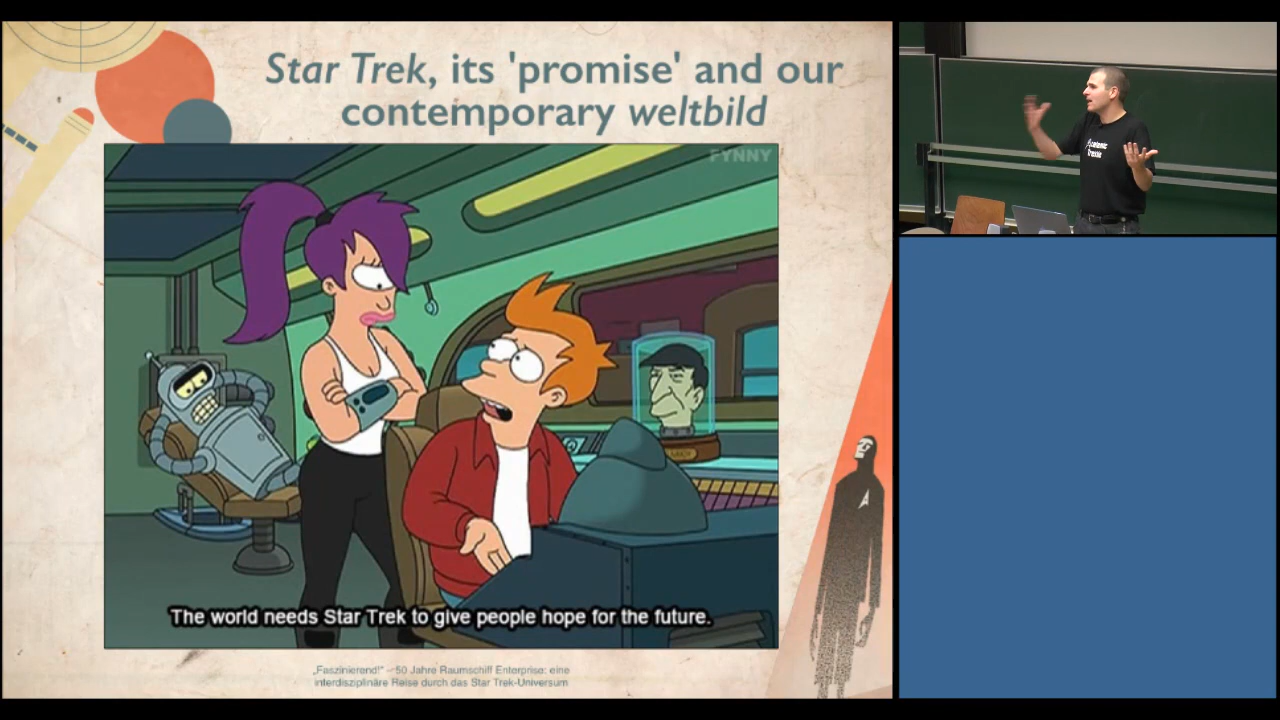 Star Trek, its 'promise' and our
contemporary weltbild
FYNNY
The world needs Star Trek to give people hope for the future.
„Faszinierend!" – 50 Jahre Raumschiff Enterprise: eine
interdisziplinäre Reise durch das Star Trek-Universum